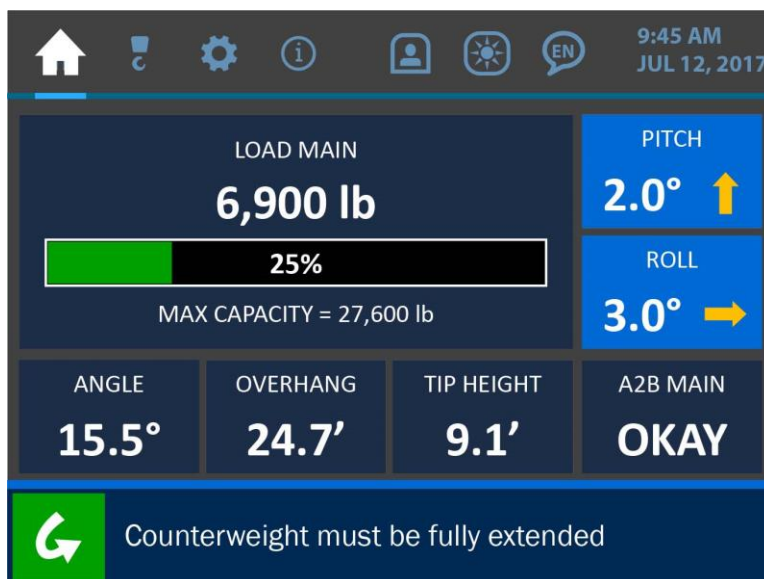 EN
9:45 AM
JUL 12, 2017
LOAD MAIN
6,900 lb
25%
MAX CAPACITY = 27,600 lb
PITCH
2.0°
ROLL
3.0°
ANGLE
15.5°
OVERHANG
24.7′
TIP HEIGHT
9.1′
A2B MAIN
OKAY
Counterweight must be fully extended